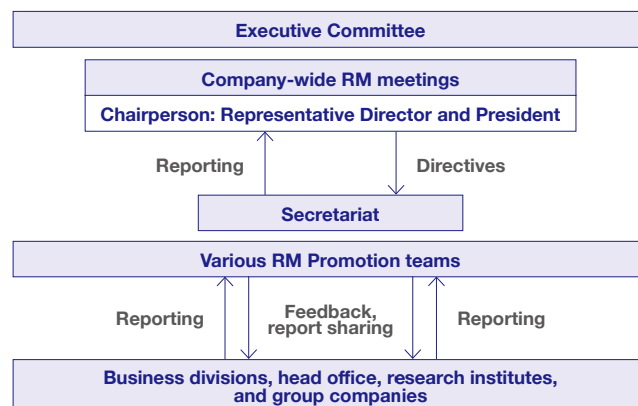 Executive Committee
Company-wide RM meetings
Chairperson: Representative Director and President
Reporting
Directives
Secretariat
Various RM Promotion teams
Reporting
Feedback,
report sharing
Reporting
Business divisions, head office, research institutes,
and group companies